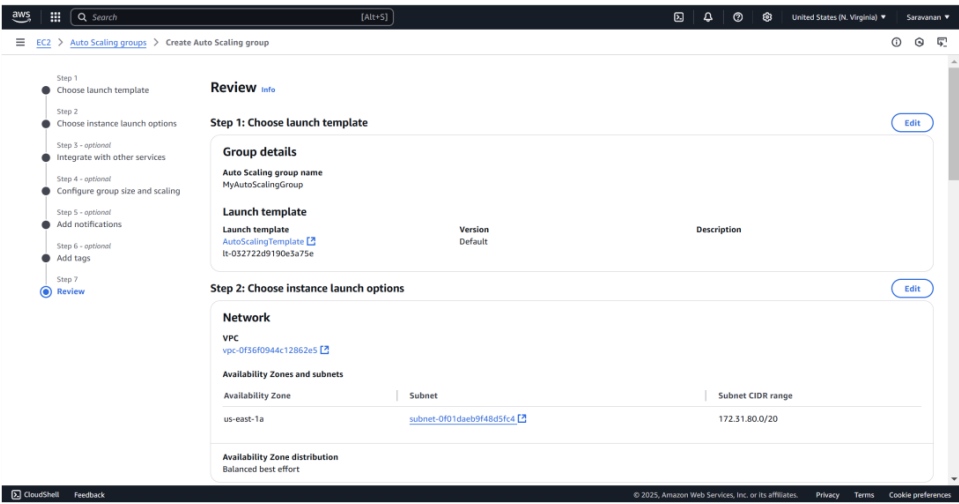 aws
Search [Alt+S]
United States (N. Virginia) ▼ Saravanan ▼
EC2 > Auto Scaling groups > Create Auto Scaling group
Step 1
Choose launch template
Step 2
Choose instance launch options
Step 3 - optional
Integrate with other services
Step 4 - optional
Configure group size and scaling
Step 5 - optional
Add notifications
Step 6 - optional
Add tags
Step 7
Review
Review Info
Step 1: Choose launch template Edit
Group details
Auto Scaling group name
MyAutoScalingGroup
Launch template
Launch template Version Description
AutoScalingTemplate Default
lt-032722d9190e3a75e
Step 2: Choose instance launch options Edit
Network
VPC
vpc-0f36f0944c12862e5
Availability Zones and subnets
Availability Zone Subnet Subnet CIDR range
us-east-1a subnet-0f01daeb9f48d5fc4 172.31.80.0/20
Availability Zone distribution
Balanced best effort
CloudShell Feedback © 2025, Amazon Web Services, Inc. or its affiliates. Privacy Terms Cookie preferences